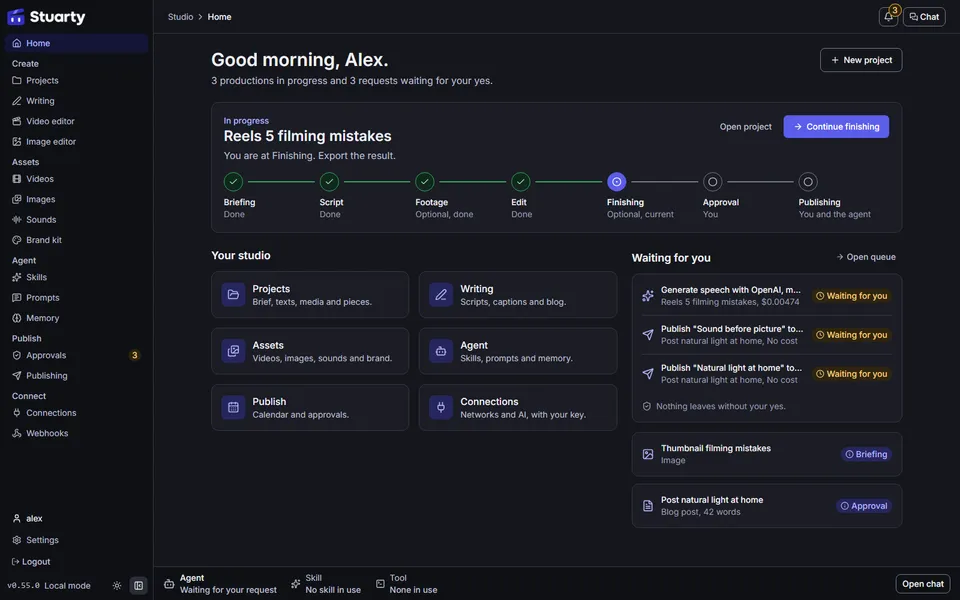 Stuarty
Home
Create
Projects
Writing
Video editor
Image editor
Assets
Videos
Images
Sounds
Brand kit
Agent
Skills
Prompts
Memory
Publish
Approvals 3
Publishing
Connect
Connections
Webhooks
alex
Settings
Logout
v0.55.0 Local mode
Studio > Home
3
Chat
Good morning, Alex.
3 productions in progress and 3 requests waiting for your yes.
New project
In progress
Reels 5 filming mistakes
You are at Finishing. Export the result.
Open project
Continue finishing
Briefing
Done
Script
Done
Footage
Optional, done
Edit
Done
Finishing
Optional, current
Approval
You
Publishing
You and the agent
Your studio
Projects
Brief, texts, media and pieces.
Writing
Scripts, captions and blog.
Assets
Videos, images, sounds and brand.
Agent
Skills, prompts and memory.
Publish
Calendar and approvals.
Connections
Networks and AI, with your key.
Waiting for you
Open queue
Generate speech with OpenAI, m...
Reels 5 filming mistakes, $0.00474
Waiting for you
Publish "Sound before picture" to...
Post natural light at home, No cost
Waiting for you
Publish "Natural light at home" to...
Post natural light at home, No cost
Waiting for you
Nothing leaves without your yes.
Thumbnail filming mistakes
Image
Briefing
Post natural light at home
Blog post, 42 words
Approval
Agent
Waiting for your request
Skill
No skill in use
Tool
None in use
Open chat